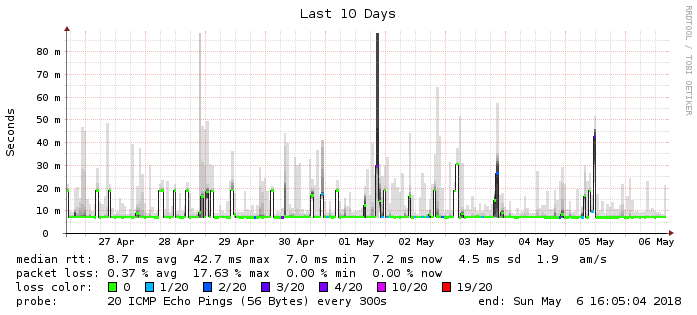 Last 10 Days
RRDTOOL / TOBI OETIKER
Seconds
80 m
70 m
60 m
50 m
40 m
30 m
20 m
10 m
0
27 Apr 28 Apr 29 Apr 30 Apr 01 May 02 May 03 May 04 May 05 May 06 May
median rtt: 8.7 ms avg 42.7 ms max 7.0 ms min 7.2 ms now 4.5 ms sd 1.9 am/s
packet loss: 0.37 % avg 17.63 % max 0.00 % min 0.00 % now
loss color: 0 1/20 2/20 3/20 4/20 10/20 19/20
probe: 20 ICMP Echo Pings (56 Bytes) every 300s end: Sun May 6 16:05:04 2018